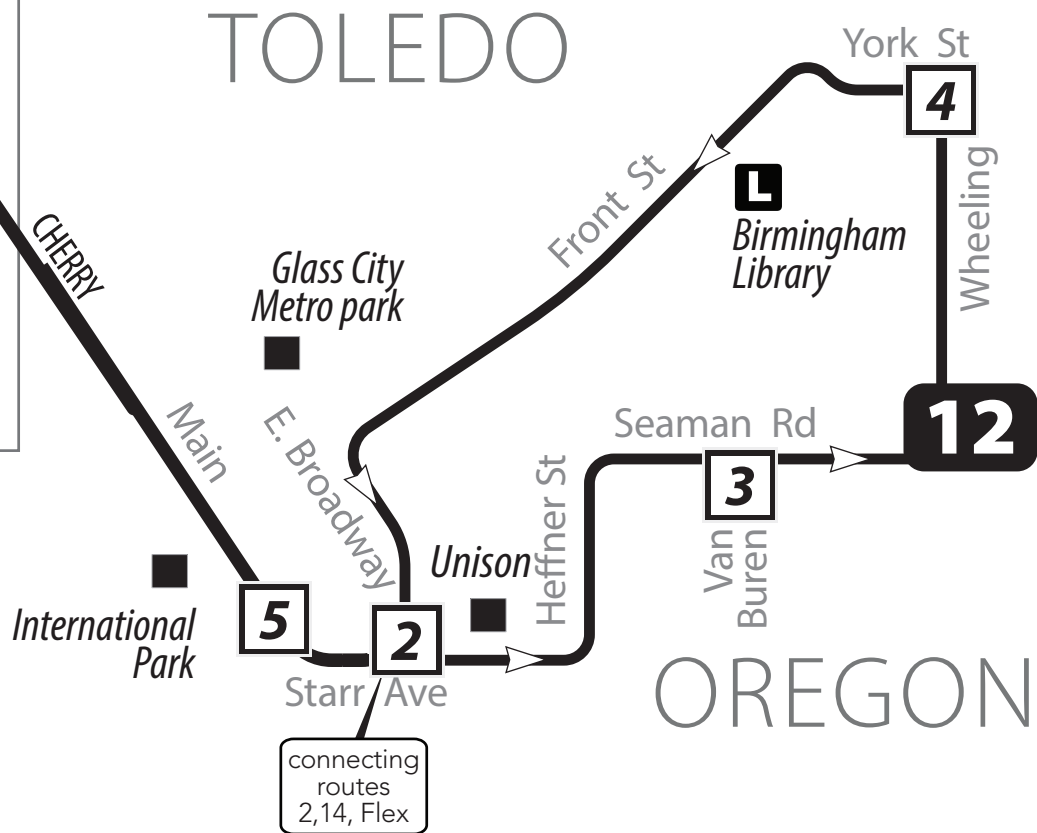 TOLEDO
York St
4
CHERRY
Front St
L
Birmingham
Library
Wheeling
Glass City
Metro park
Main
E. Broadway
Seaman Rd
12
Heffner St
3
Van
Buren
Unison
International
Park
5
2
Starr Ave
OREGON
connecting
routes
2,14, Flex